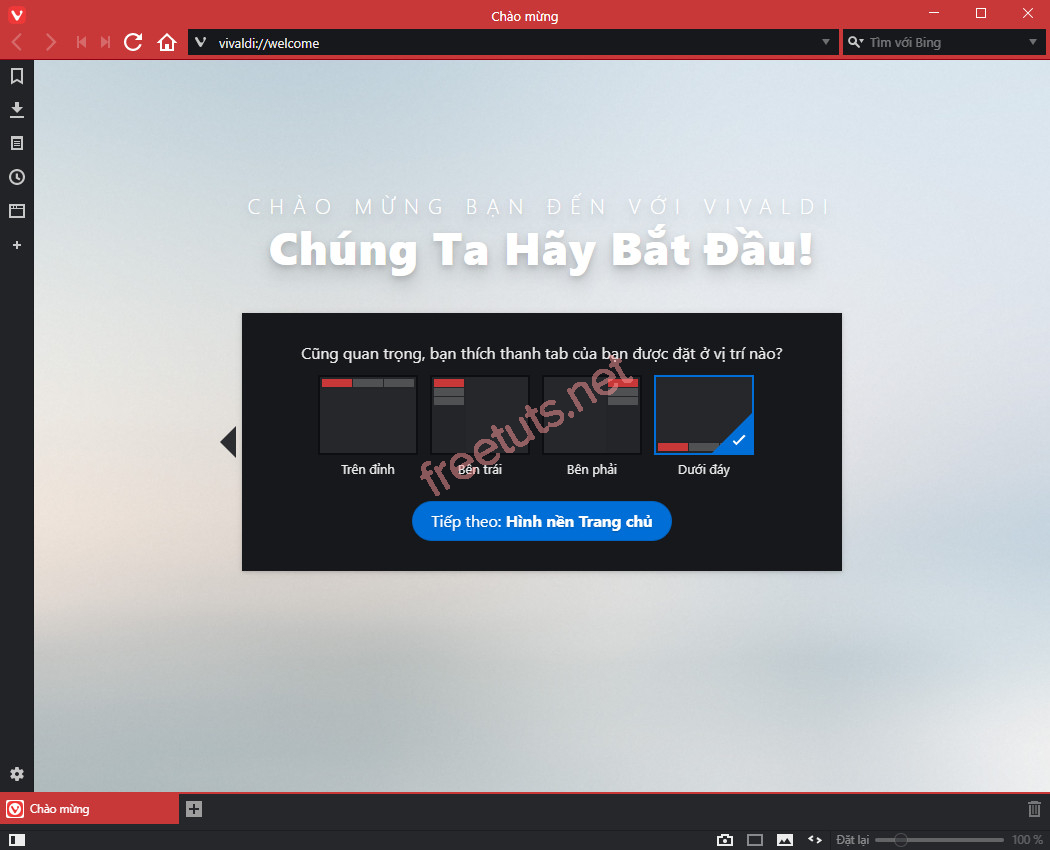 Chào mừng
vivaldi://welcome
Tìm với Bing
CHÀO MỪNG BẠN ĐẾN VỚI VIVALDI
Chúng Ta Hãy Bắt Đầu!
Cũng quan trọng, bạn thích thanh tab của bạn được đặt ở vị trí nào?
freetuts.net
Trên đỉnh
Bên trái
Bên phải
Dưới đáy
Tiếp theo: Hình nền Trang chủ
Chào mừng
Đặt lại
100 %